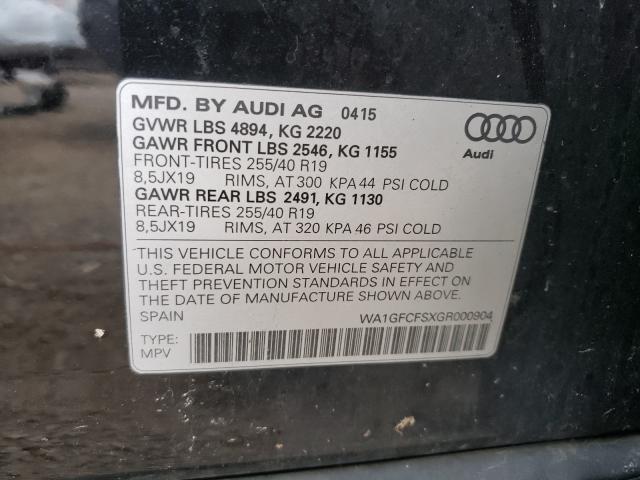 MFD. BY AUDI AG 0415
GVWR LBS 4894, KG 2220
GAWR FRONT LBS 2546, KG 1155
FRONT-TIRES 255/40 R19
8,5JX19 RIMS, AT 300 KPA 44 PSI COLD
GAWR REAR LBS 2491, KG 1130
REAR-TIRES 255/40 R19
8,5JX19 RIMS, AT 320 KPA 46 PSI COLD
Audi
THIS VEHICLE CONFORMS TO ALL APPLICABLE
U.S. FEDERAL MOTOR VEHICLE SAFETY AND
THEFT PREVENTION STANDARDS IN EFFECT ON
THE DATE OF MANUFACTURE SHOWN ABOVE.
SPAIN WA1GFCFSXGR000904
TYPE:
MPV